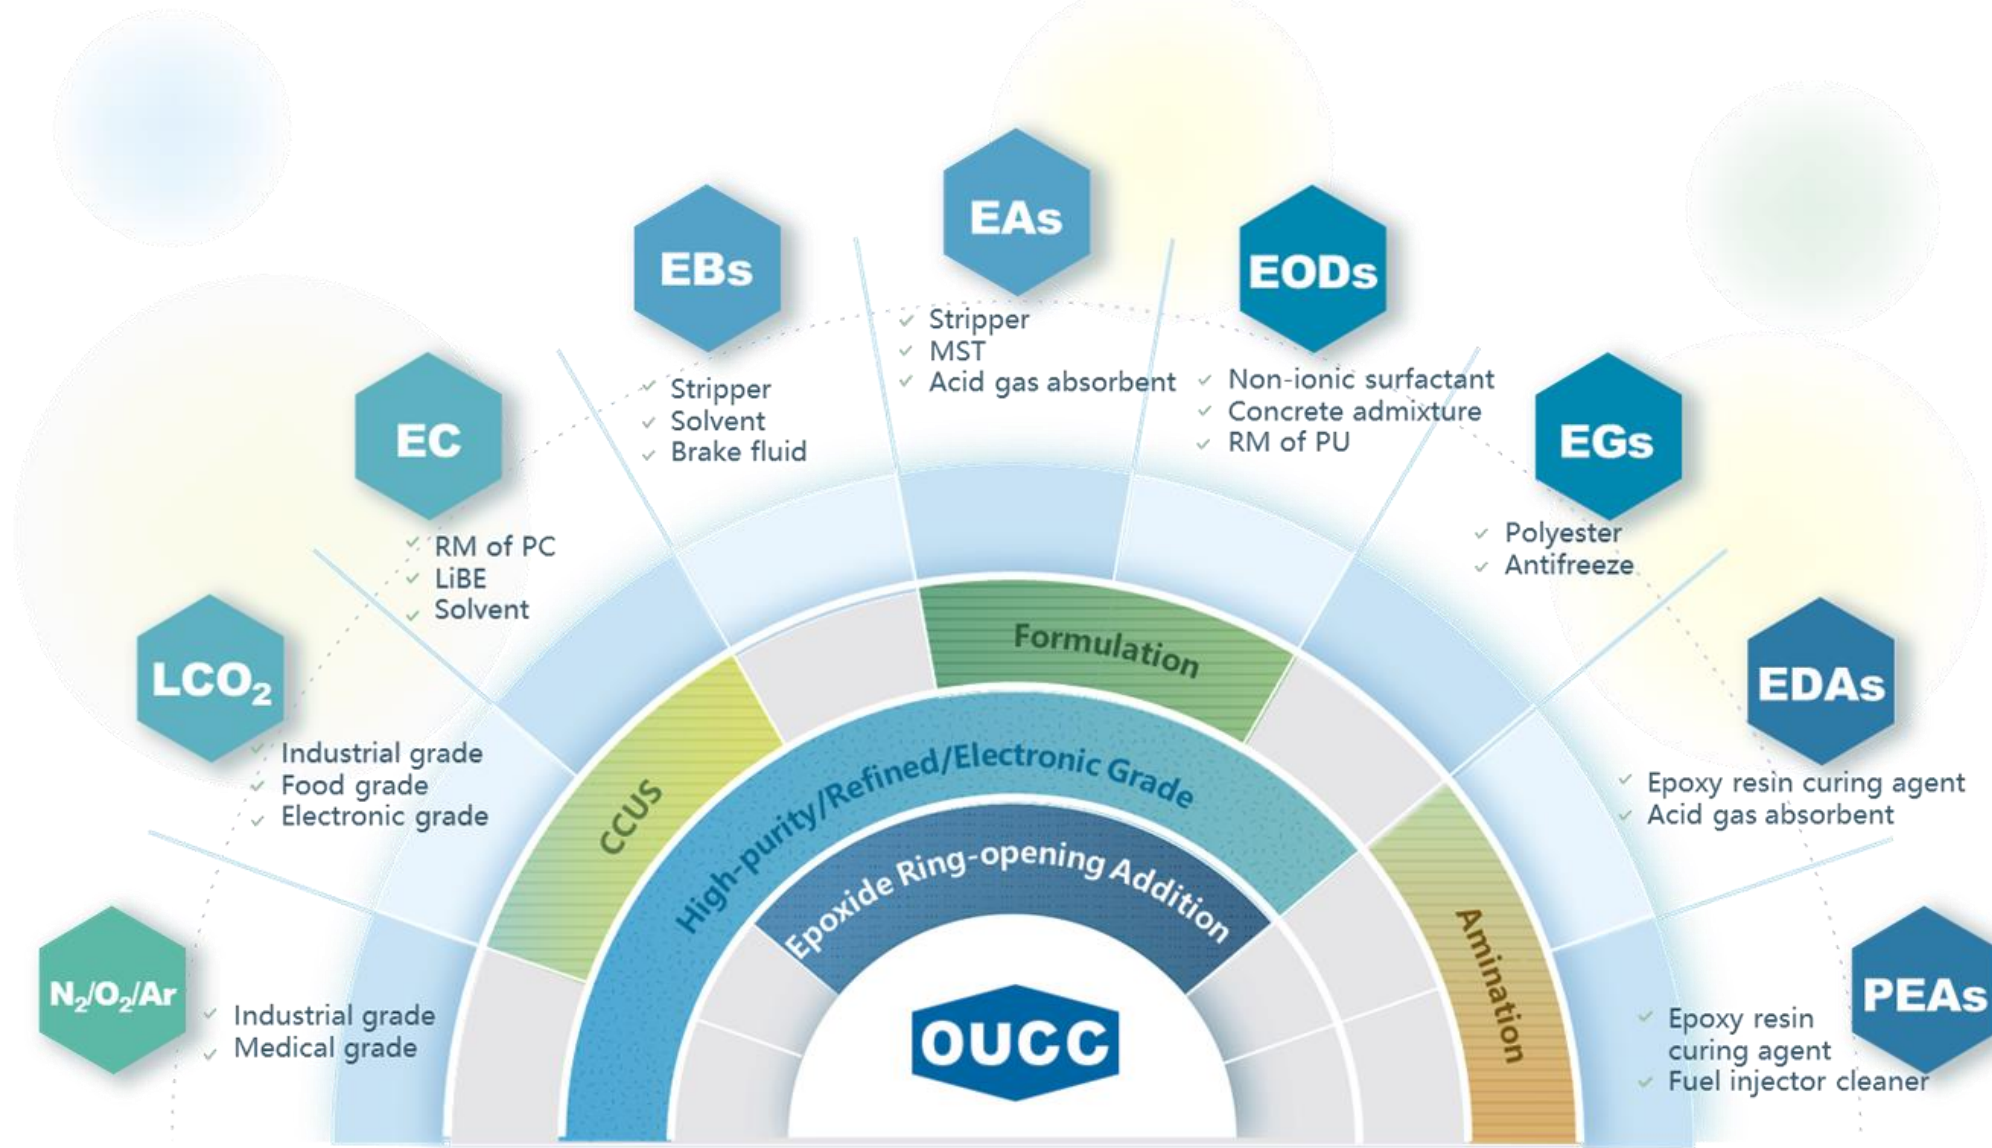 N₂/O₂/Ar
Industrial grade
Medical grade
LCO₂
Industrial grade
Food grade
Electronic grade
EC
RM of PC
LiBE
Solvent
EBs
Stripper
Solvent
Brake fluid
EAs
Stripper
MST
Acid gas absorbent
EODs
Non-ionic surfactant
Concrete admixture
RM of PU
EGs
Polyester
Antifreeze
EDAs
Epoxy resin curing agent
Acid gas absorbent
PEAs
Epoxy resin
curing agent
Fuel injector cleaner
CCUS
Formulation
Amination
High-purity/Refined/Electronic Grade
Epoxide Ring-opening Addition
OUCC